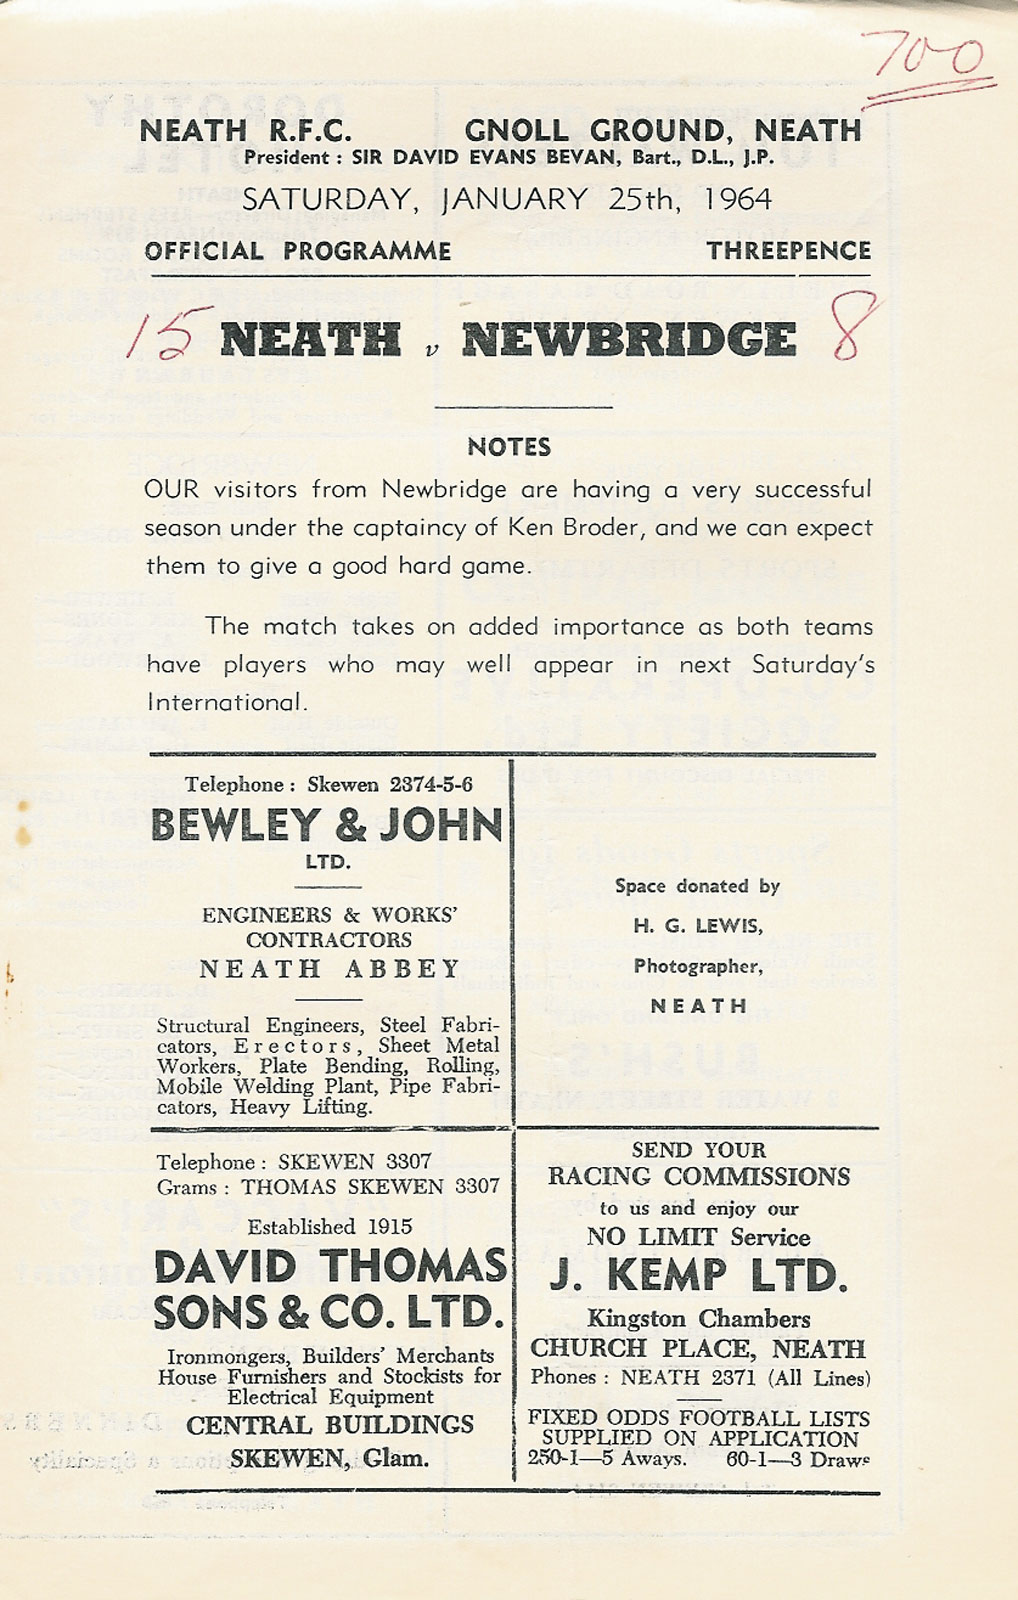 700
NEATH R.F.C. GNOLL GROUND, NEATH
President : SIR DAVID EVANS BEVAN, Bart., D.L., J.P.
SATURDAY, JANUARY 25th, 1964
OFFICIAL PROGRAMME THREEPENCE
15 NEATH v NEWBRIDGE 8
NOTES
OUR visitors from Newbridge are having a very successful
season under the captaincy of Ken Broder, and we can expect
them to give a good hard game.
The match takes on added importance as both teams
have players who may well appear in next Saturday's
International.
Telephone : Skewen 2374-5-6
BEWLEY & JOHN
LTD.
ENGINEERS & WORKS'
CONTRACTORS
NEATH ABBEY
Structural Engineers, Steel Fabri-
cators, Erectors, Sheet Metal
Workers, Plate Bending, Rolling,
Mobile Welding Plant, Pipe Fabri-
cators, Heavy Lifting.
Space donated by
H. G. LEWIS,
Photographer,
NEATH
Telephone : SKEWEN 3307
Grams : THOMAS SKEWEN 3307
Established 1915
DAVID THOMAS
SONS & CO. LTD.
Ironmongers, Builders' Merchants
House Furnishers and Stockists for
Electrical Equipment
CENTRAL BUILDINGS
SKEWEN, Glam.
SEND YOUR
RACING COMMISSIONS
to us and enjoy our
NO LIMIT Service
J. KEMP LTD.
Kingston Chambers
CHURCH PLACE, NEATH
Phones : NEATH 2371 (All Lines)
FIXED ODDS FOOTBALL LISTS
SUPPLIED ON APPLICATION
250-1—5 Aways. 60-1—3 Draws